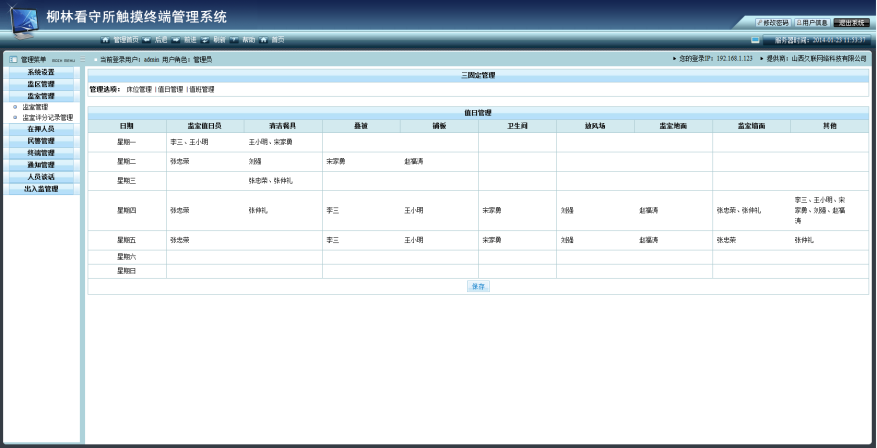 柳林看守所触摸终端管理系统
修改密码 用户信息 退出系统
管理首页 后退 前进 刷新 帮助 首页
服务器时间: 2014-01-23 11:33:37
管理菜单
当前登录用户: admin 用户角色: 管理员
您的登录IP: 192.168.1.123 提供商: 山西久联网络科技有限公司
系统设置
监区管理
监室管理
监室管理
监室评分记录管理
在押人员
民警管理
终端管理
通知管理
人员谈话
出入监管理
三固定管理
管理选项: 床位管理 | 值日管理 | 值班管理
值日管理
日期 监室值日员 清洁餐具 叠被 铺板 卫生间 放风场 监室地面 监室墙面 其他
星期一 李三、王小明 王小明、宋家勇
星期二 张忠荣 刘强 宋家勇 赵福涛
星期三 张忠荣、张仲礼
星期四 张忠荣 张仲礼 李三 王小明 宋家勇 刘强 赵福涛 张忠荣、张仲礼 李三、王小明、宋
家勇、刘强、赵福
涛
星期五 张忠荣 李三 王小明 宋家勇 刘强 赵福涛 张忠荣 张仲礼
星期六
星期日
保存